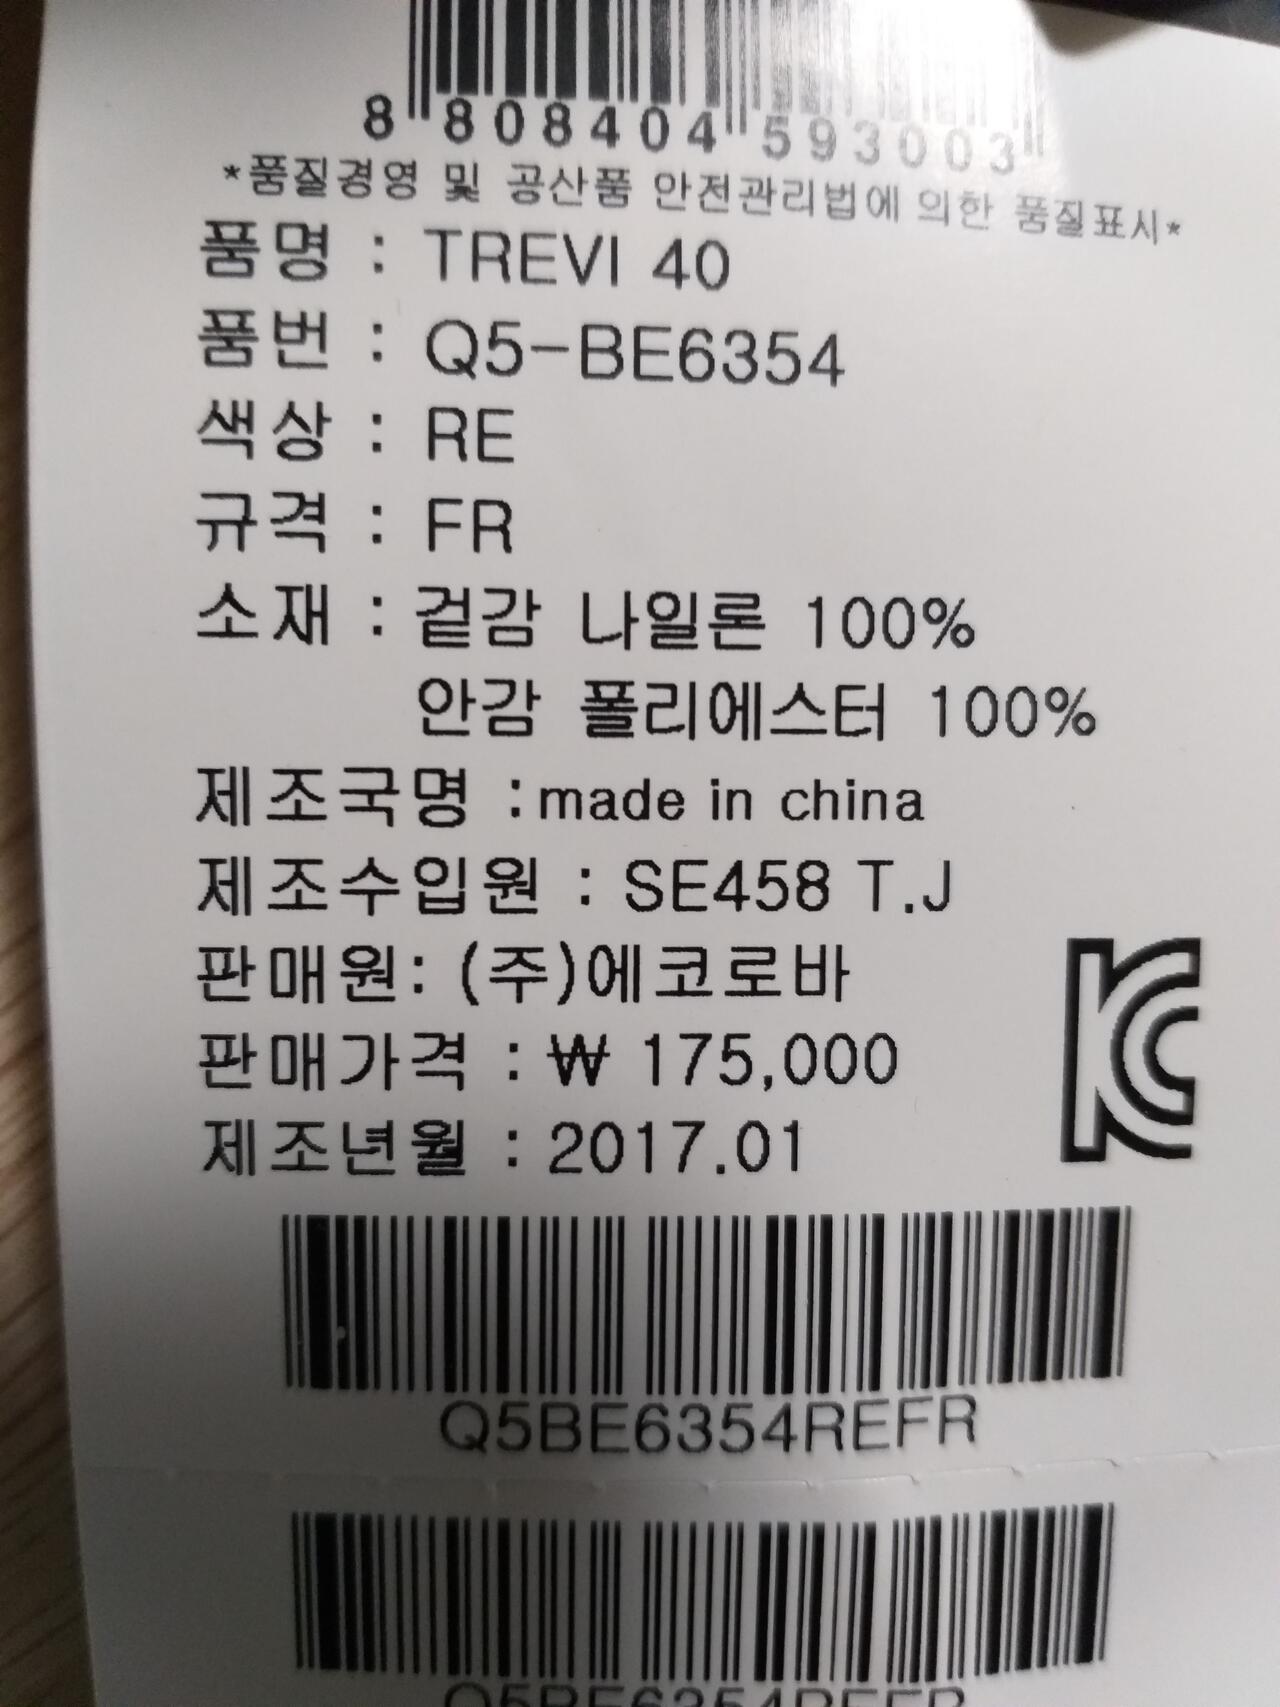 8 808404 593003
*품질경영 및 공산품 안전관리법에 의한 품질표시*
품명 : TREVI 40
품번 : Q5-BE6354
색상 : RE
규격 : FR
소재 : 겉감 나일론 100%
안감 폴리에스터 100%
제조국명 :made in china
제조수입원 : SE458 T.J
판매원: (주)에코로바
판매가격 : ₩ 175,000
제조년월 : 2017.01
KC
Q5BE6354REFR
Q5BE6354REFR